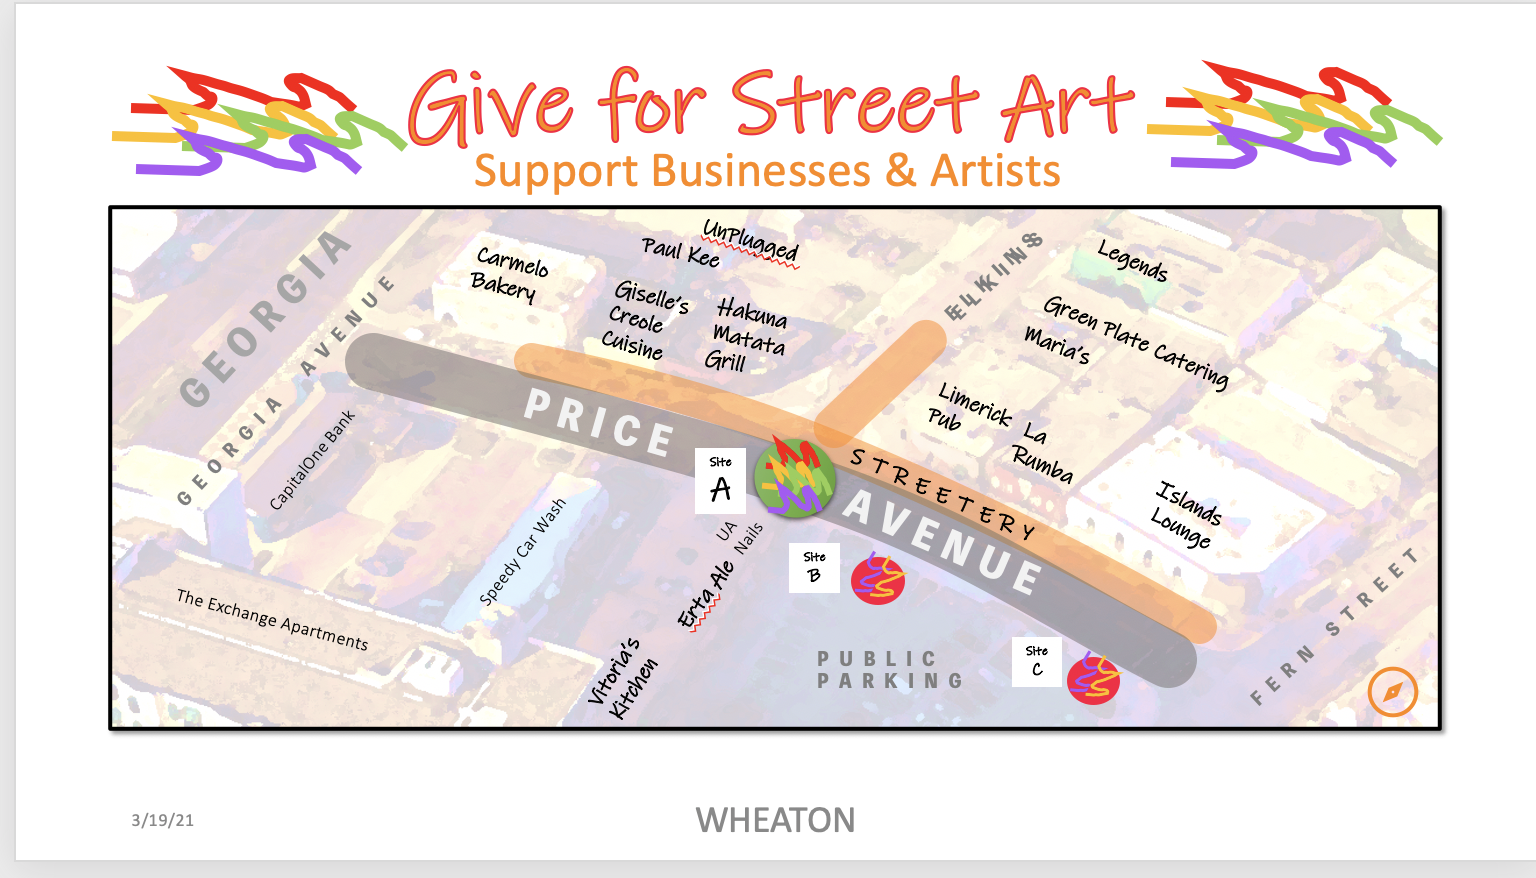 Give for Street Art
Support Businesses & Artists
GEORGIA
GEORGIA AVENUE
Carmelo
Bakery
UnPlugged
Paul Kee
Giselle's
Creole
Cuisine
Hakuna
Matata
Grill
ELKINS
Legends
Green Plate Catering
Maria's
Limerick
Pub
La
Rumba
Islands
Lounge
PRICE
AVENUE
STREETERY
CapitalOne Bank
Speedy Car Wash
The Exchange Apartments
Site
A
UA
Nails
Erta Ale
Vitoria's
Kitchen
Site
B
PUBLIC
PARKING
Site
C
FERN STREET
3/19/21
WHEATON